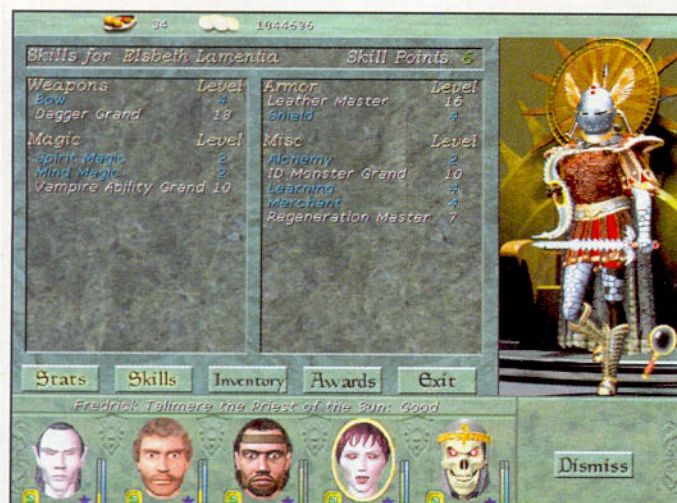 34 1044696
Skills for Elsbeth Lamentia Skill Points: 6
Weapons Level
Bow 4
Dagger Grand 18
Magic Level
Spirit Magic 2
Mind Magic 2
Vampire Ability Grand 10
Armor Level
Leather Master 16
Shield 4
Misc Level
Alchemy 2
ID Monster Grand 10
Learning 4
Merchant 4
Regeneration Master 7
Stats Skills Inventory Awards Exit
Fredrick Talimere the Priest of the Sun: Good
Dismiss